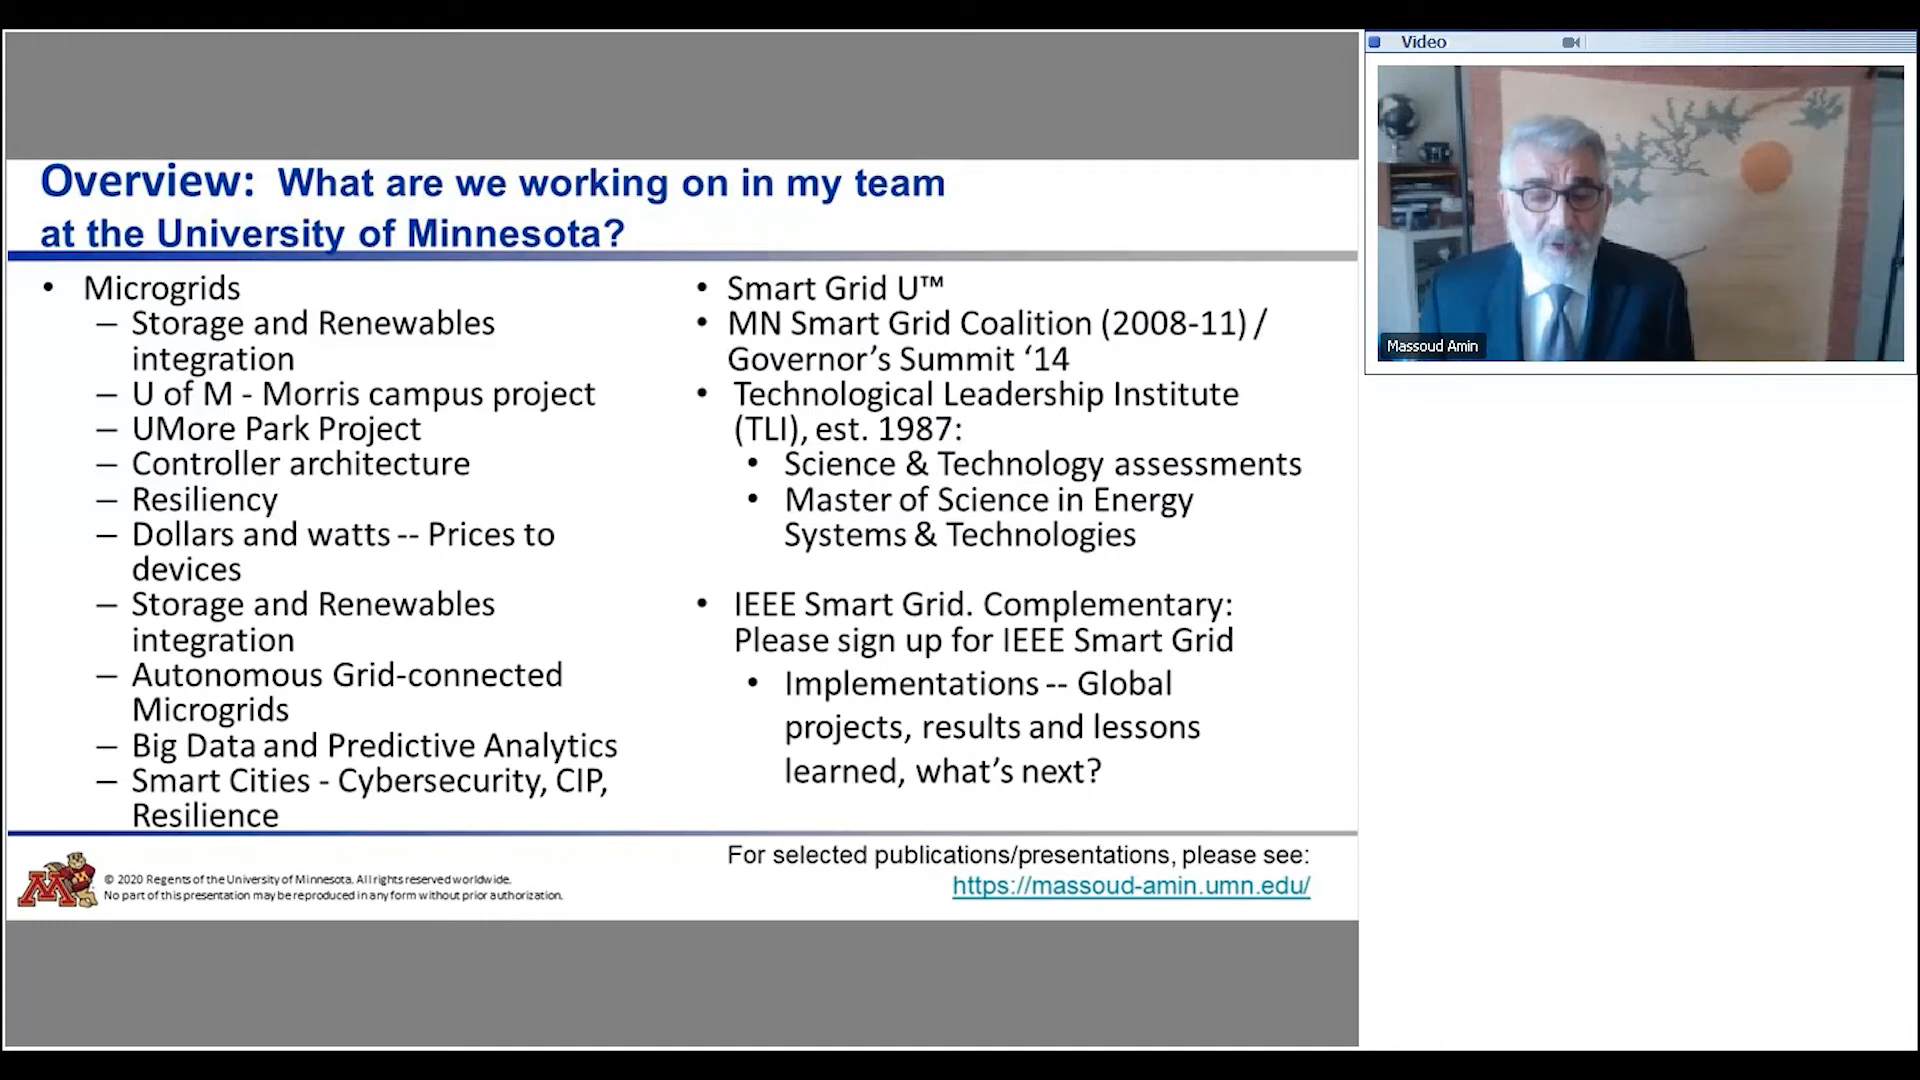 Overview: What are we working on in my team
at the University of Minnesota?
• Microgrids
– Storage and Renewables
integration
– U of M - Morris campus project
– UMore Park Project
– Controller architecture
– Resiliency
– Dollars and watts -- Prices to
devices
– Storage and Renewables
integration
– Autonomous Grid-connected
Microgrids
– Big Data and Predictive Analytics
– Smart Cities - Cybersecurity, CIP,
Resilience
• Smart Grid U™
• MN Smart Grid Coalition (2008-11) /
Governor’s Summit ‘14
• Technological Leadership Institute
(TLI), est. 1987:
• Science & Technology assessments
• Master of Science in Energy
Systems & Technologies
• IEEE Smart Grid. Complementary:
Please sign up for IEEE Smart Grid
• Implementations -- Global
projects, results and lessons
learned, what’s next?
M
© 2020 Regents of the University of Minnesota. All rights reserved worldwide.
No part of this presentation may be reproduced in any form without prior authorization.
For selected publications/presentations, please see:
https://massoud-amin.umn.edu/
Video
Massoud Amin